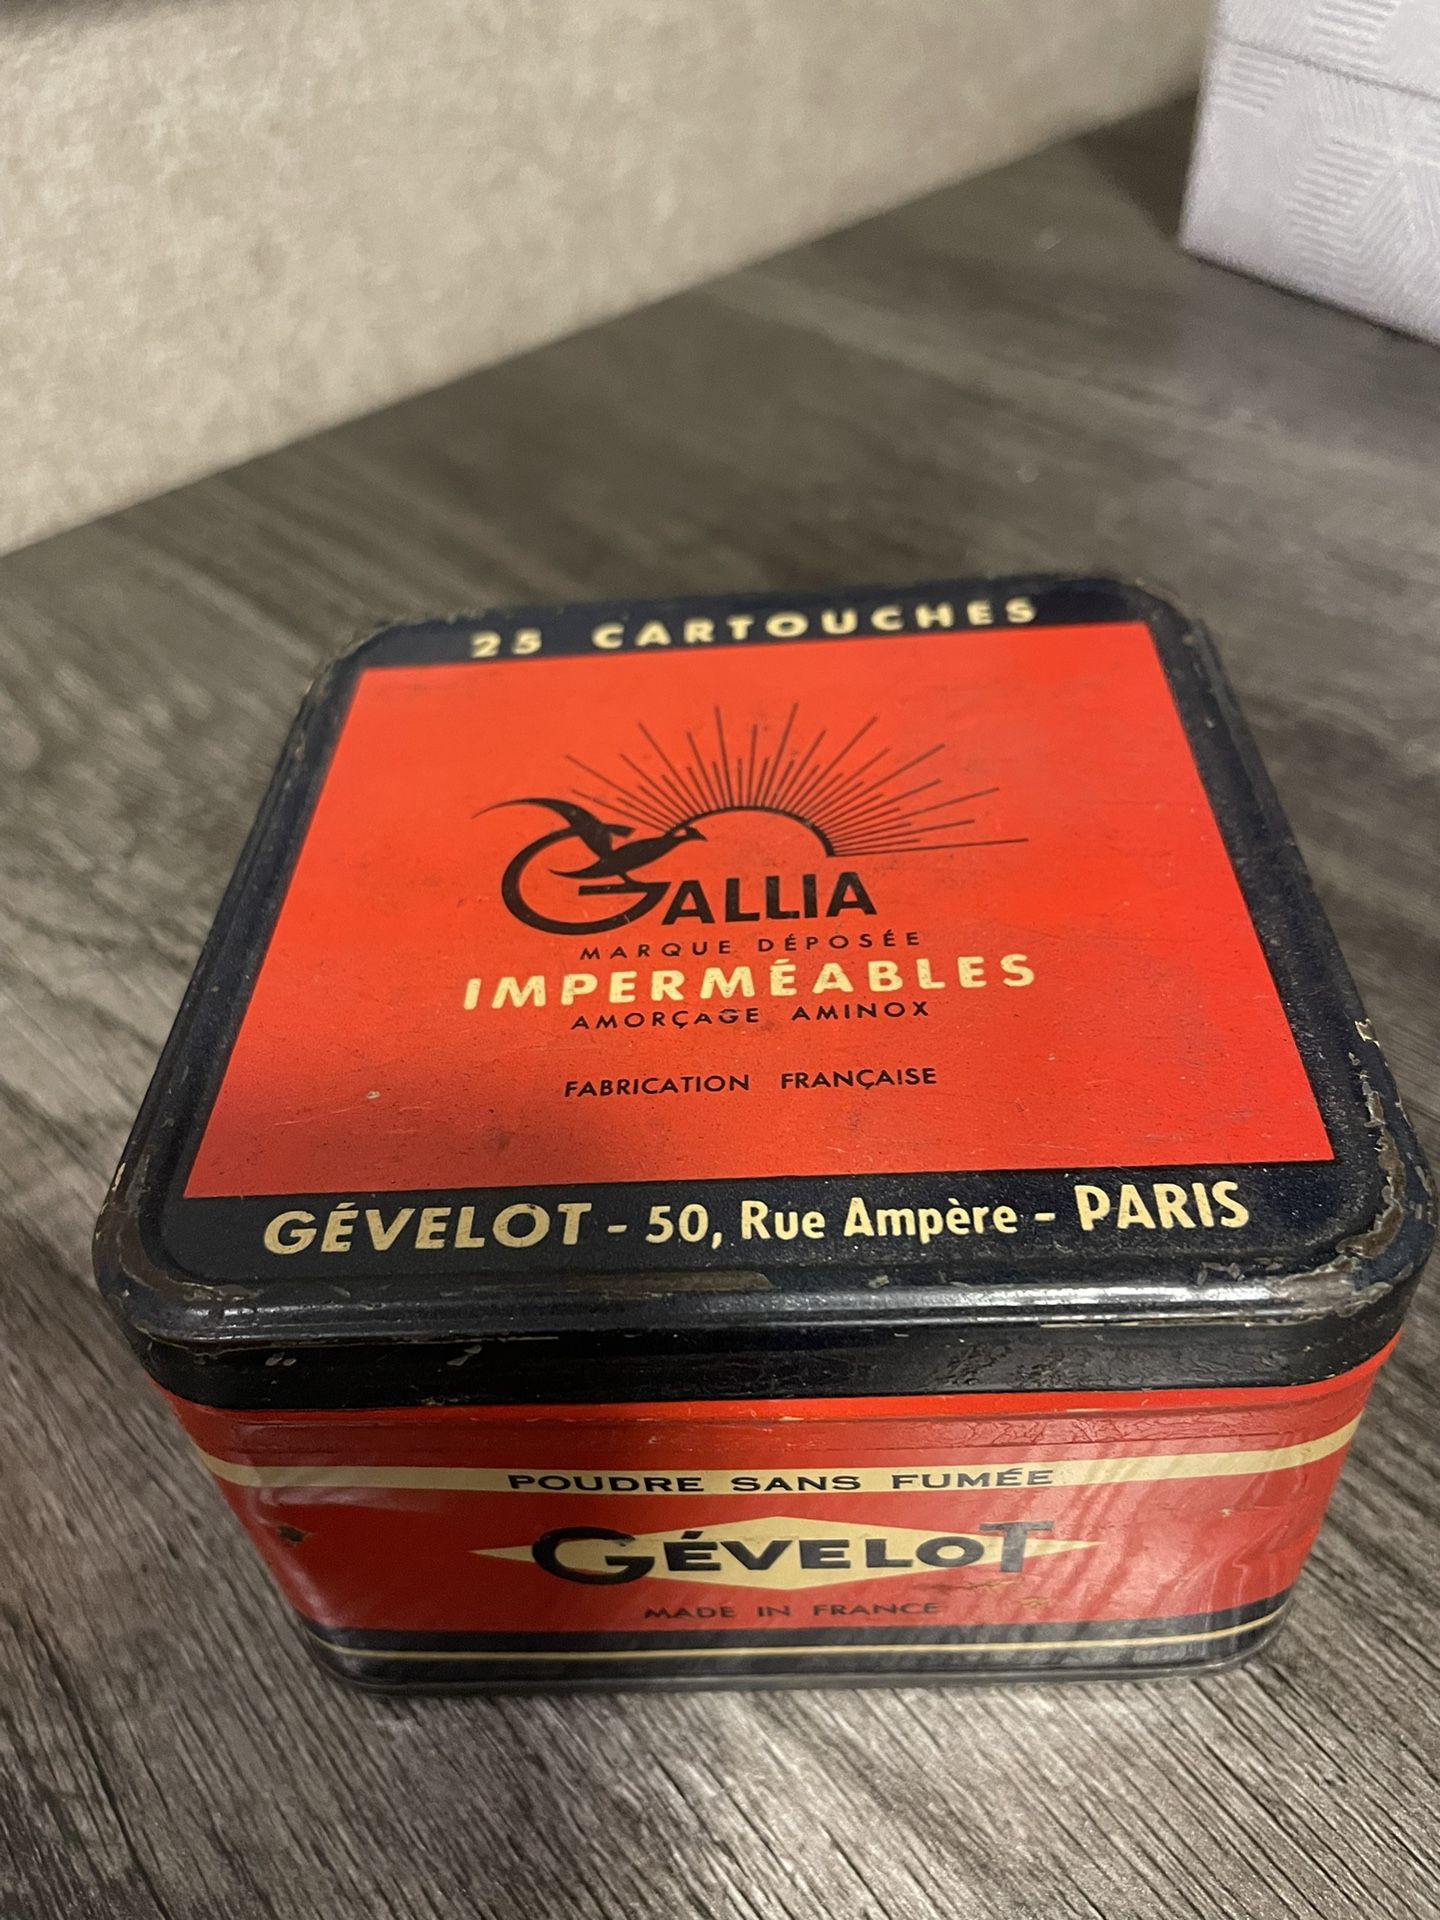 25 CARTOUCHES
GALLIA
MARQUE DÉPOSÉE
IMPERMÉABLES
AMORÇAGE AMINOX
FABRICATION FRANÇAISE
GÉVELOT - 50, Rue Ampère - PARIS
POUDRE SANS FUMÉE
GÉVELOT
MADE IN FRANCE